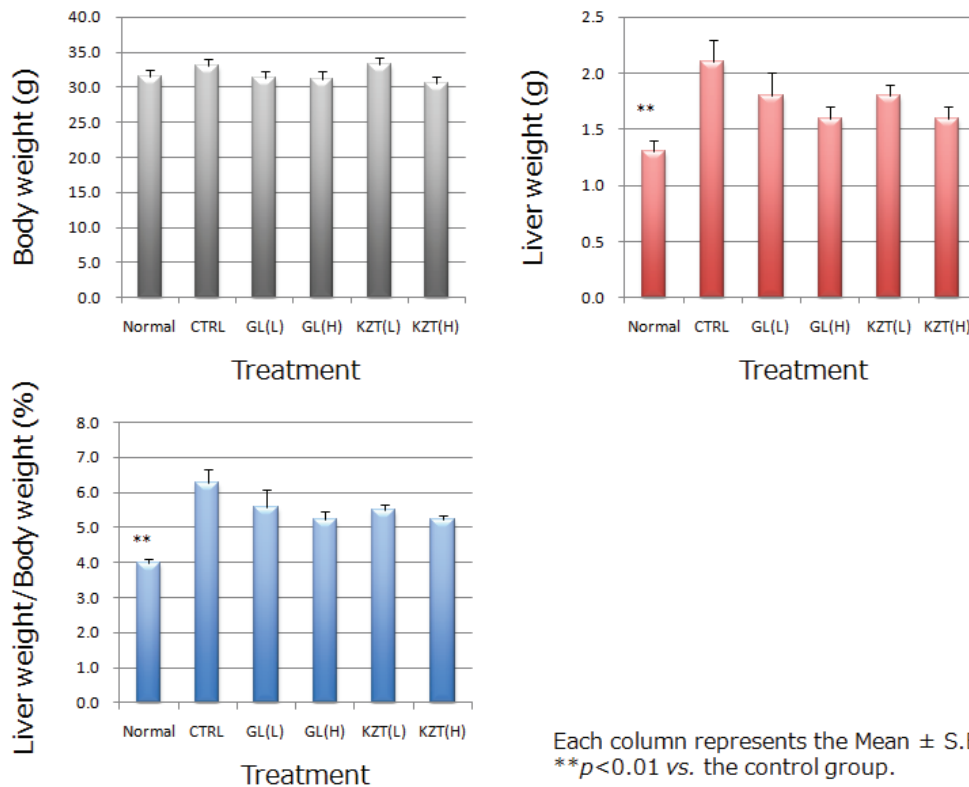 Body weight (g)
40.0
35.0
30.0
25.0
20.0
15.0
10.0
5.0
0.0
Normal CTRL GL(L) GL(H) KZT(L) KZT(H)
Treatment
Liver weight (g)
2.5
2.0
1.5
1.0
0.5
0.0
**
Normal CTRL GL(L) GL(H) KZT(L) KZT(H)
Treatment
Liver weight/Body weight (%)
8.0
7.0
6.0
5.0
4.0
3.0
2.0
1.0
0.0
**
Normal CTRL GL(L) GL(H) KZT(L) KZT(H)
Treatment
Each column represents the Mean ± S.
**p<0.01 vs. the control group.